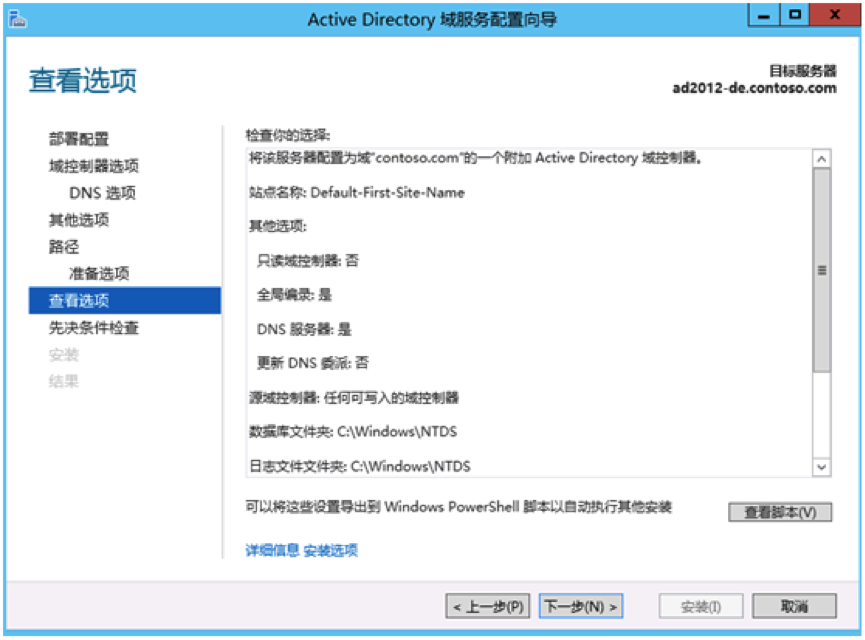 Active Directory 域服务配置向导
查看选项
目标服务器
ad2012-de.contoso.com
部署配置
域控制器选项
DNS 选项
其他选项
路径
准备选项
查看选项
先决条件检查
安装
结果
检查你的选择:
将该服务器配置为域"contoso.com"的一个附加 Active Directory 域控制器。
站点名称: Default-First-Site-Name
其他选项:
只读域控制器: 否
全局编录: 是
DNS 服务器: 是
更新 DNS 委派: 否
源域控制器: 任何可写入的域控制器
数据库文件夹: C:\Windows\NTDS
日志文件文件夹: C:\Windows\NTDS
可以将这些设置导出到 Windows PowerShell 脚本以自动执行其他安装
查看脚本(V)
详细信息 安装选项
< 上一步(P)
下一步(N) >
安装(I)
取消